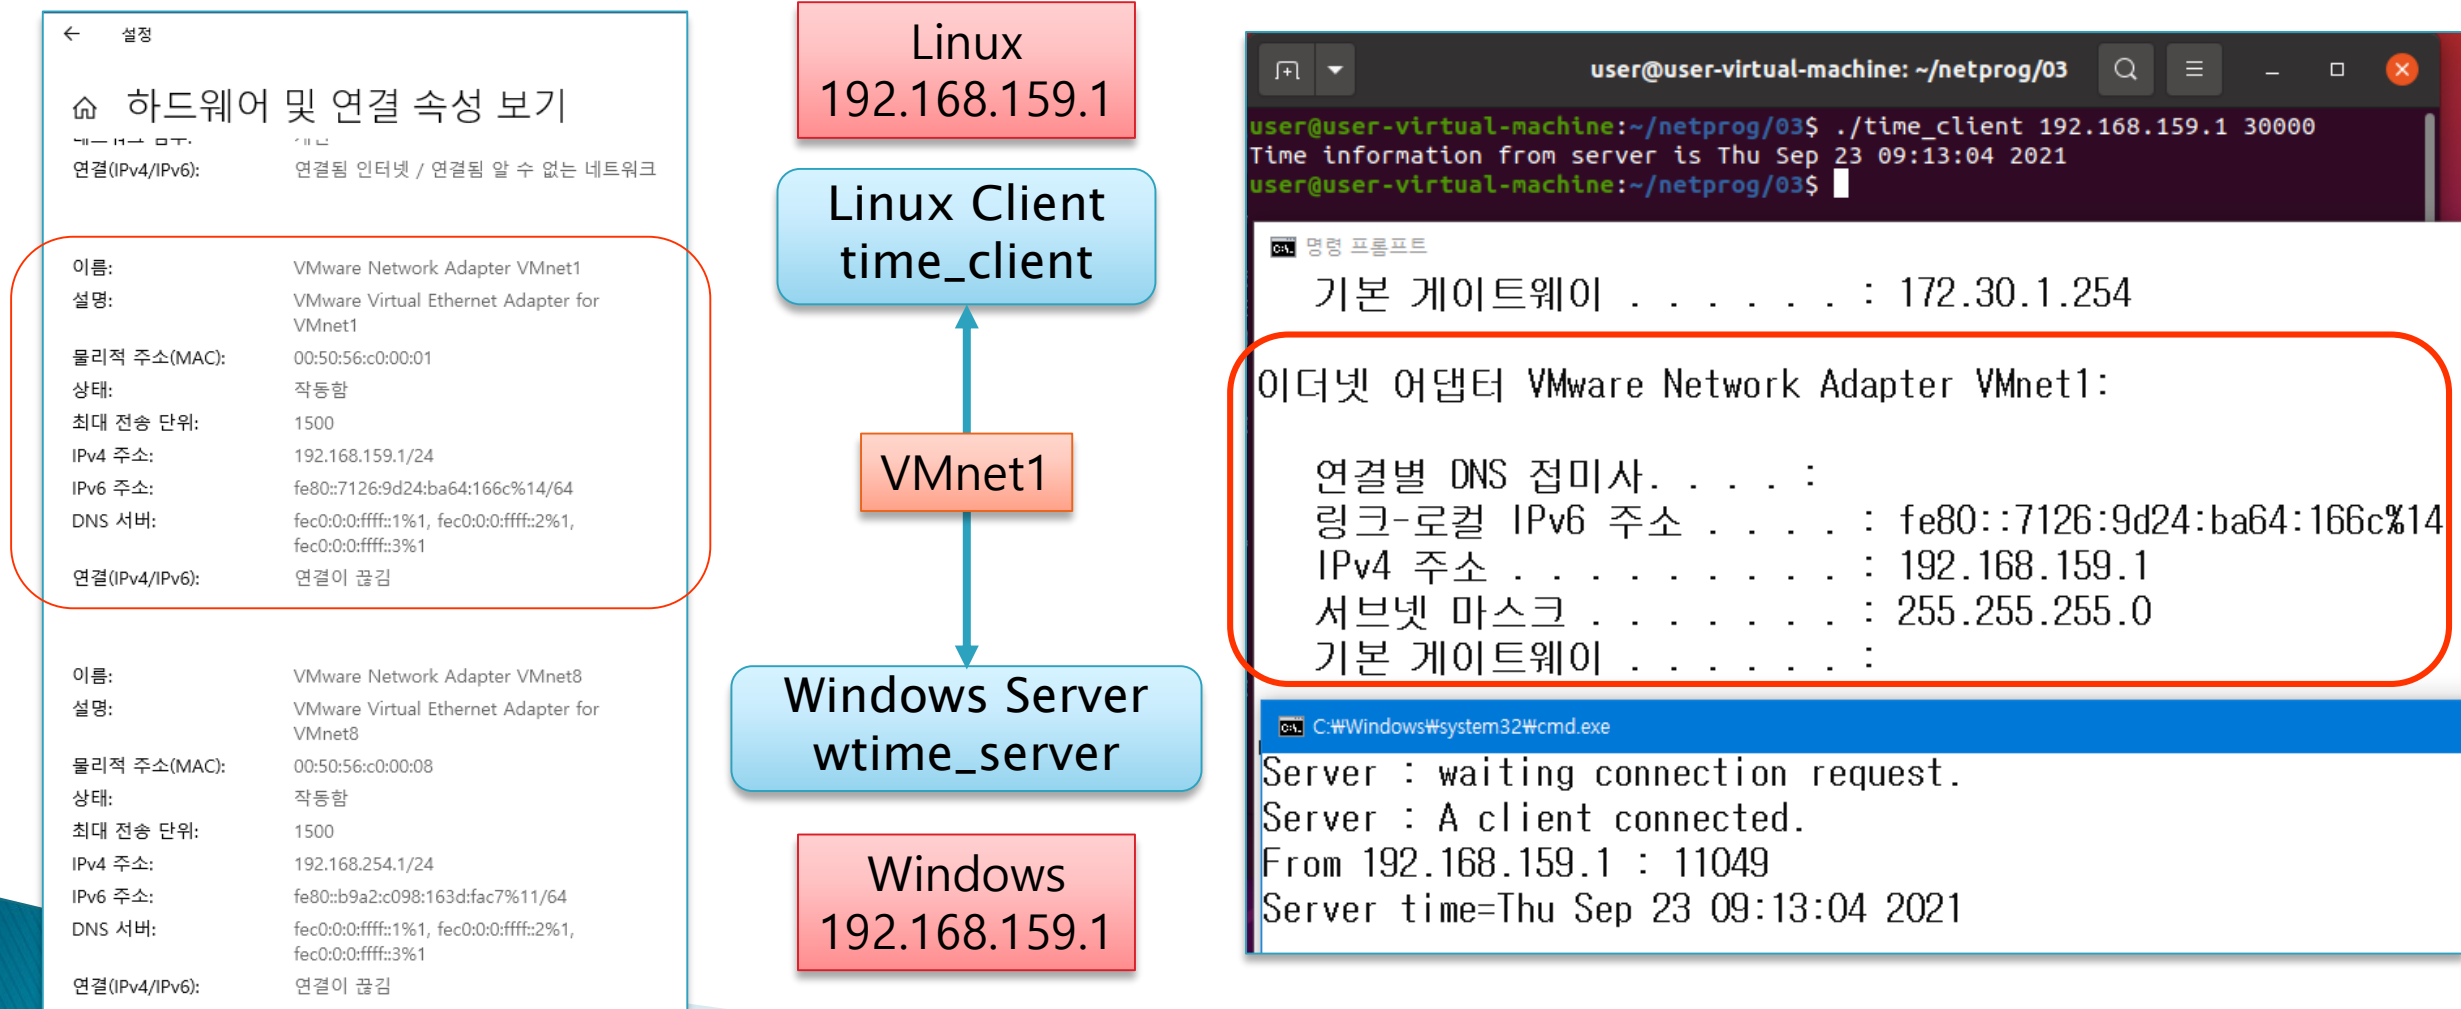 설정
하드웨어 및 연결 속성 보기
연결(IPv4/IPv6): 연결됨 인터넷 / 연결됨 알 수 없는 네트워크
이름: VMware Network Adapter VMnet1
설명: VMware Virtual Ethernet Adapter for
VMnet1
물리적 주소(MAC): 00:50:56:c0:00:01
상태: 작동함
최대 전송 단위: 1500
IPv4 주소: 192.168.159.1/24
IPv6 주소: fe80::7126:9d24:ba64:166c%14/64
DNS 서버: fec0:0:0:ffff::1%1, fec0:0:0:ffff::2%1,
fec0:0:0:ffff::3%1
연결(IPv4/IPv6): 연결이 끊김
이름: VMware Network Adapter VMnet8
설명: VMware Virtual Ethernet Adapter for
VMnet8
물리적 주소(MAC): 00:50:56:c0:00:08
상태: 작동함
최대 전송 단위: 1500
IPv4 주소: 192.168.254.1/24
IPv6 주소: fe80::b9a2:c098:163d:fac7%11/64
DNS 서버: fec0:0:0:ffff::1%1, fec0:0:0:ffff::2%1,
fec0:0:0:ffff::3%1
연결(IPv4/IPv6): 연결이 끊김
Linux
192.168.159.1
Linux Client
time_client
VMnet1
Windows Server
wtime_server
Windows
192.168.159.1
user@user-virtual-machine: ~/netprog/03
user@user-virtual-machine:~/netprog/03$ ./time_client 192.168.159.1 30000
Time information from server is Thu Sep 23 09:13:04 2021
user@user-virtual-machine:~/netprog/03$
명령 프롬프트
기본 게이트웨이 . . . . . . : 172.30.1.254
이더넷 어댑터 VMware Network Adapter VMnet1:
연결별 DNS 접미사. . . . :
링크-로컬 IPv6 주소 . . . . : fe80::7126:9d24:ba64:166c%14
IPv4 주소 . . . . . . . . . : 192.168.159.1
서브넷 마스크 . . . . . . . : 255.255.255.0
기본 게이트웨이 . . . . . . :
C:₩Windows₩system32₩cmd.exe
Server : waiting connection request.
Server : A client connected.
From 192.168.159.1 : 11049
Server time=Thu Sep 23 09:13:04 2021